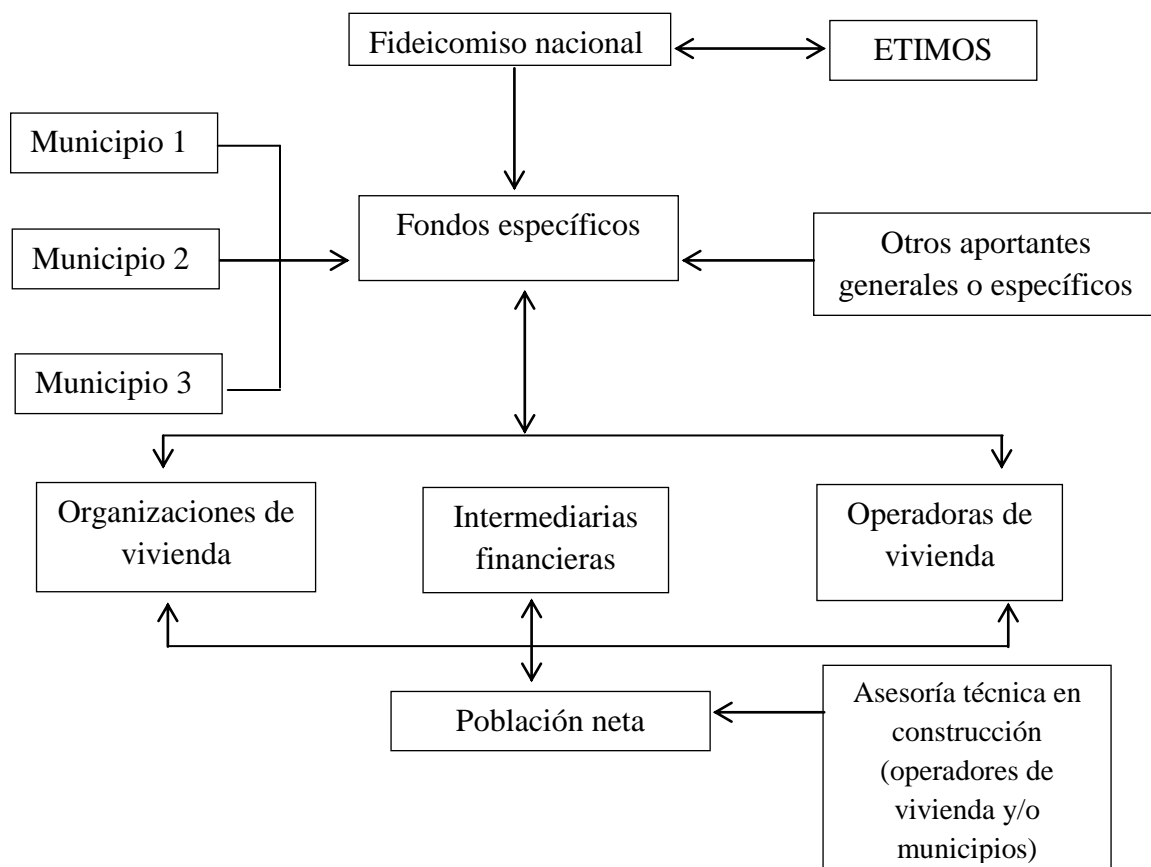 Fideicomiso nacional
ETIMOS
Municipio 1
Municipio 2
Municipio 3
Fondos específicos
Otros aportantes
generales o específicos
Organizaciones de
vivienda
Intermediarias
financieras
Operadoras de
vivienda
Población neta
Asesoría técnica en
construcción
(operadores de
vivienda y/o
municipios)